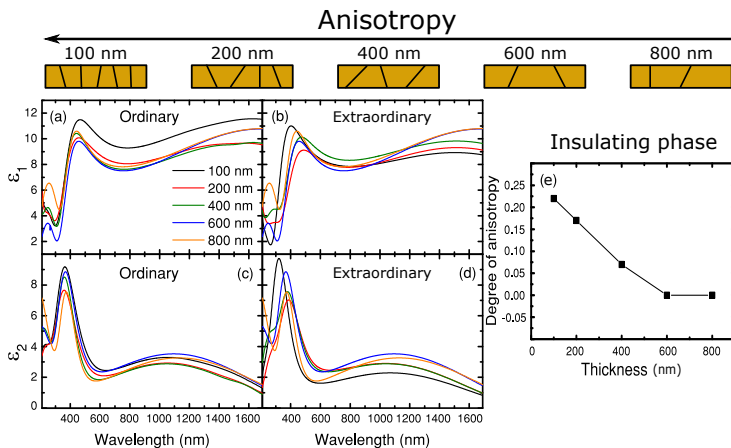 Anisotropy
100 nm 200 nm 400 nm 600 nm 800 nm
(a) Ordinary
(b) Extraordinary
12
10
8
6
4
2
ε1
100 nm
200 nm
400 nm
600 nm
800 nm
Ordinary (c)
Extraordinary (d)
8
6
4
2
0
ε2
400 600 800 1000 1200 1400 1600
400 600 800 1000 1200 1400 1600
Wavelength (nm)
Wavelength (nm)
Insulating phase
(e)
0,25
0,20
0,15
0,10
0,05
0.00
-0.05
Degree of anisotropy
0 200 400 600 800
Thickness (nm)